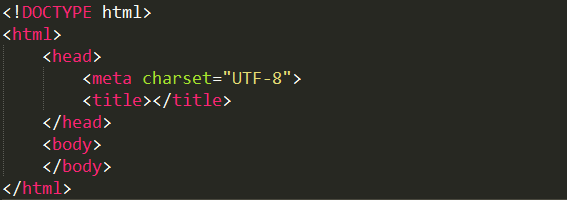 <!DOCTYPE html>
<html>
    <head>
        <meta charset="UTF-8">
        <title></title>
    </head>
    <body>
    </body>
</html>